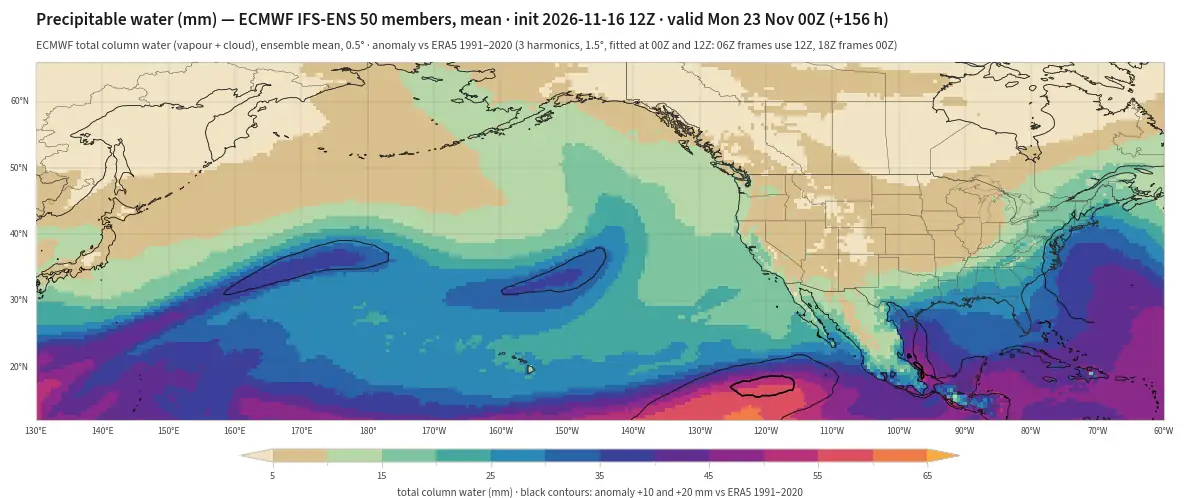 Precipitable water (mm) — ECMWF IFS-ENS 50 members, mean · init 2026-11-16 12Z · valid Mon 23 Nov 00Z (+156 h)
ECMWF total column water (vapour + cloud), ensemble mean, 0.5° · anomaly vs ERA5 1991–2020 (3 harmonics, 1.5°, fitted at 00Z and 12Z: 06Z frames use 12Z, 18Z frames 00Z)
60°N
50°N
40°N
30°N
20°N
130°E 140°E 150°E 160°E 170°E 180° 170°W 160°W 150°W 140°W 130°W 120°W 110°W 100°W 90°W 80°W 70°W 60°W
5 15 25 35 45 55 65
total column water (mm) · black contours: anomaly +10 and +20 mm vs ERA5 1991–2020